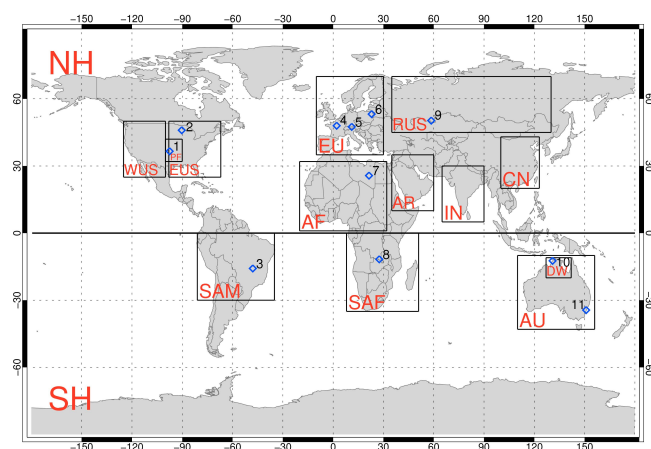 −150 −120 −90 −60 −30 0 30 60 90 120 150
NH
60 60
6
4 5 9
2
RUS
EU
1
PF
WUS EUS
7
CN
30 30
AR
IN
AF
0 0
8
10
3
DW
SAM
SAF
11
−30 −30
AU
−60 −60
SH
−150 −120 −90 −60 −30 0 30 60 90 120 150